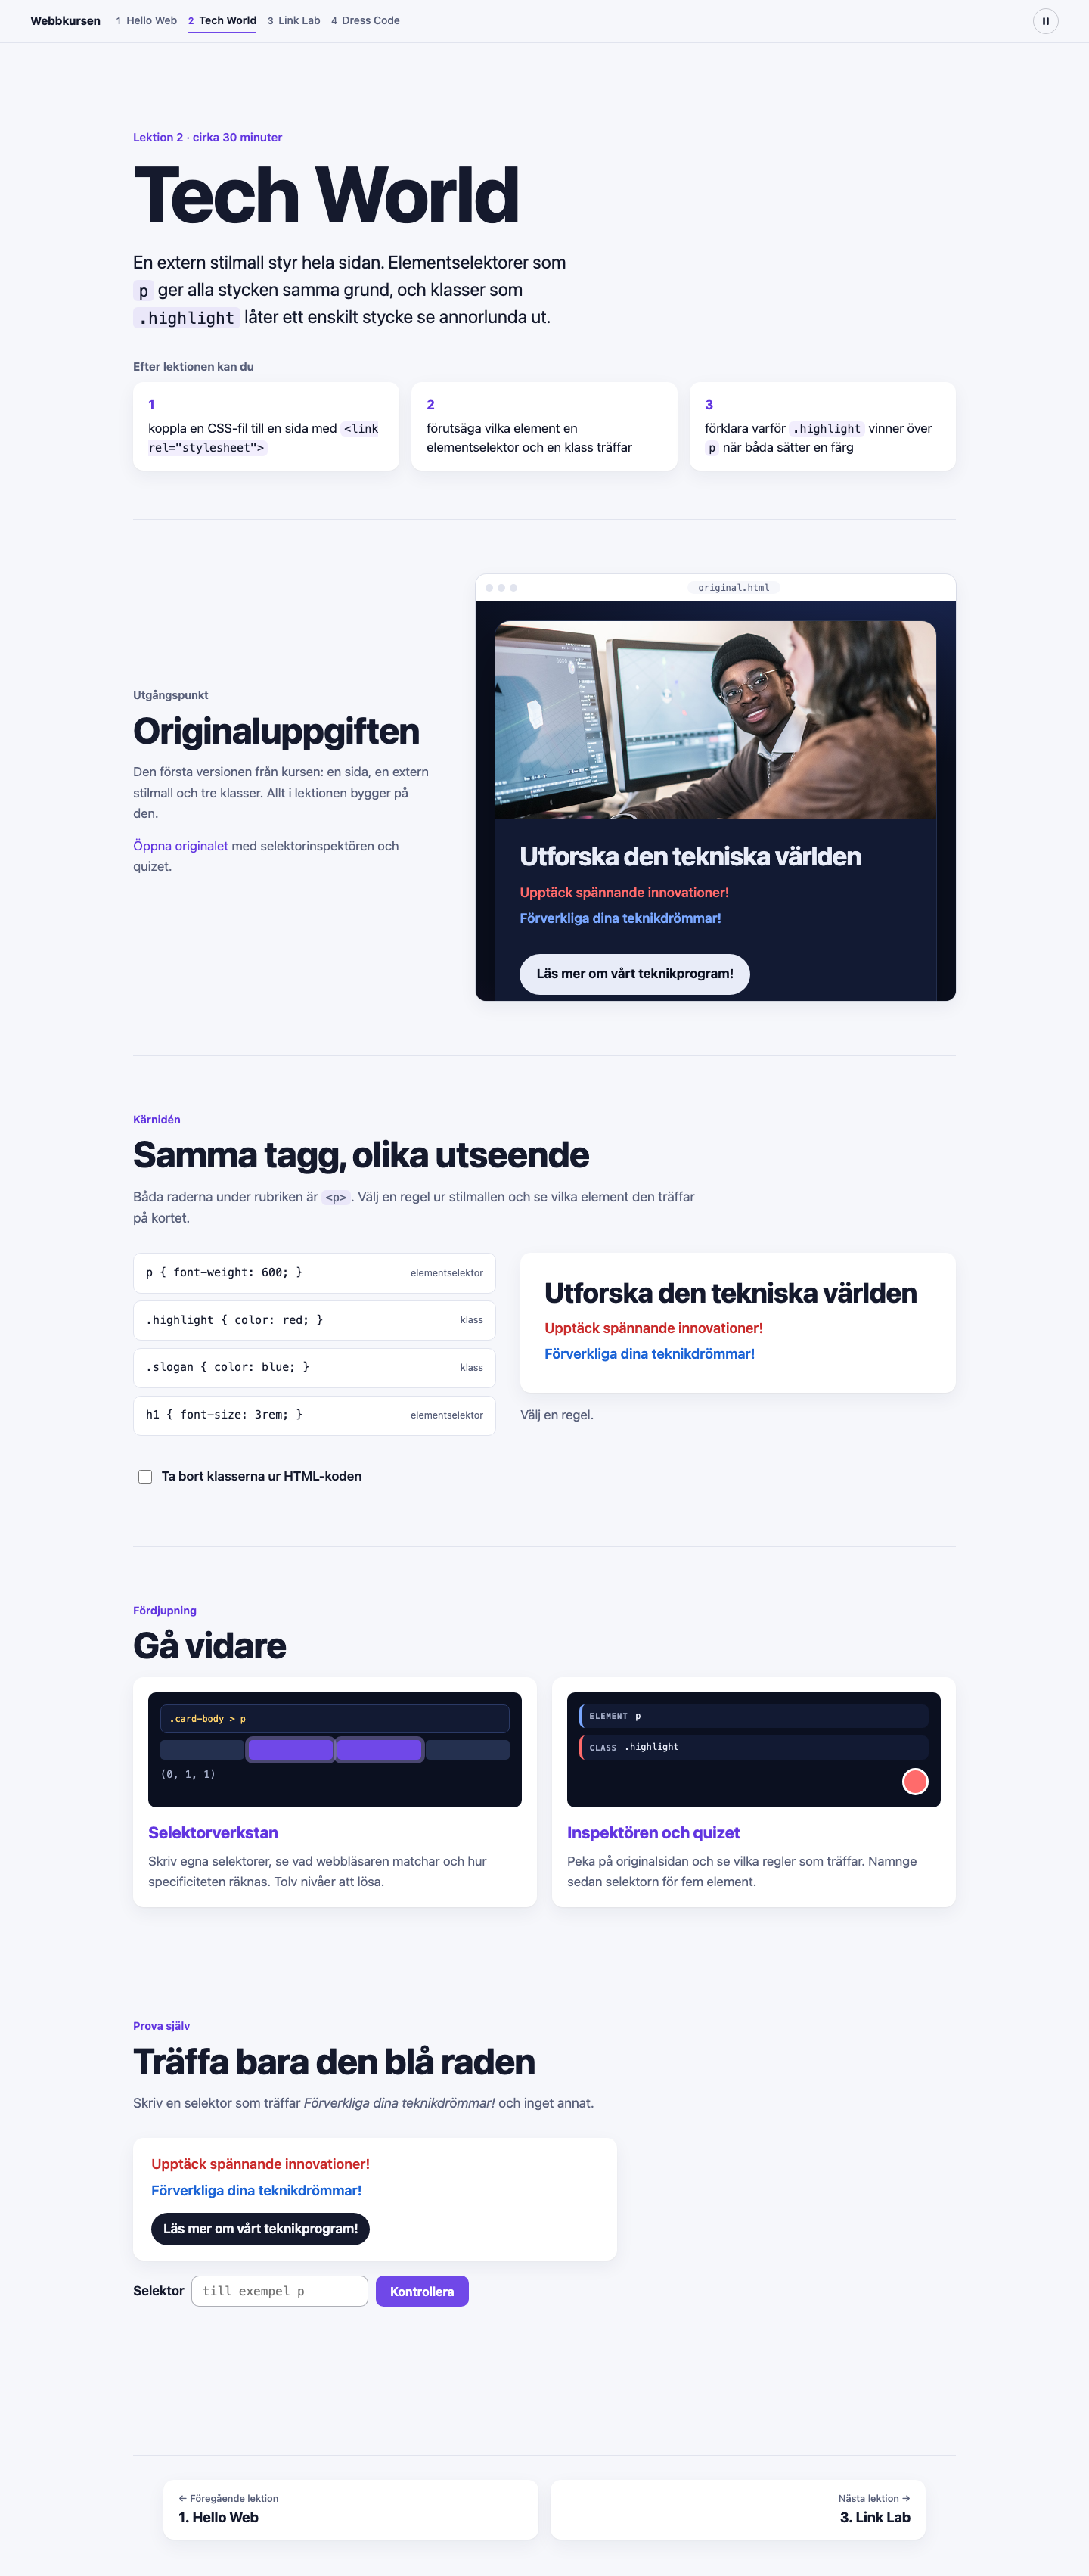 Webbkursen 1 Hello Web 2 Tech World 3 Link Lab 4 Dress Code
Lektion 2 · cirka 30 minuter
Tech World
En extern stilmall styr hela sidan. Elementselektorer som
p ger alla stycken samma grund, och klasser som
.highlight låter ett enskilt stycke se annorlunda ut.
Efter lektionen kan du
1
koppla en CSS-fil till en sida med <link
rel="stylesheet">
2
förutsäga vilka element en
elementselektor och en klass träffar
3
förklara varför .highlight vinner över
p när båda sätter en färg
Utgångspunkt
Originaluppgiften
Den första versionen från kursen: en sida, en extern
stilmall och tre klasser. Allt i lektionen bygger på
den.
Öppna originalet med selektorinspektören och
quizet.
original.html
Utforska den tekniska världen
Upptäck spännande innovationer!
Förverkliga dina teknikdrömmar!
Läs mer om vårt teknikprogram!
Kärnidén
Samma tagg, olika utseende
Båda raderna under rubriken är <p>. Välj en regel ur stilmallen och se vilka element den träffar
på kortet.
p { font-weight: 600; } elementselektor
.highlight { color: red; } klass
.slogan { color: blue; } klass
h1 { font-size: 3rem; } elementselektor
Utforska den tekniska världen
Upptäck spännande innovationer!
Förverkliga dina teknikdrömmar!
Välj en regel.
Ta bort klasserna ur HTML-koden
Fördjupning
Gå vidare
.card-body > p
(0, 1, 1)
Selektorverkstan
Skriv egna selektorer, se vad webbläsaren matchar och hur
specificiteten räknas. Tolv nivåer att lösa.
ELEMENT p
CLASS .highlight
Inspektören och quizet
Peka på originalsidan och se vilka regler som träffar. Namnge
sedan selektorn för fem element.
Prova själv
Träffa bara den blå raden
Skriv en selektor som träffar Förverkliga dina teknikdrömmar! och inget annat.
Upptäck spännande innovationer!
Förverkliga dina teknikdrömmar!
Läs mer om vårt teknikprogram!
Selektor till exempel p Kontrollera
← Föregående lektion
1. Hello Web
Nästa lektion →
3. Link Lab